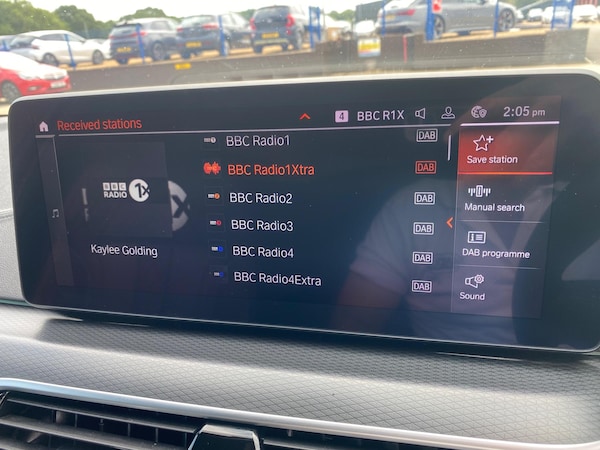 Received stations
4 BBC R1X
2:05 pm
BBC Radio1 DAB
BBC Radio1Xtra DAB
BBC Radio2 DAB
BBC Radio3 DAB
BBC Radio4 DAB
BBC Radio4Extra DAB
BBC
RADIO 1X
Kaylee Golding
Save station
Manual search
DAB programme
Sound